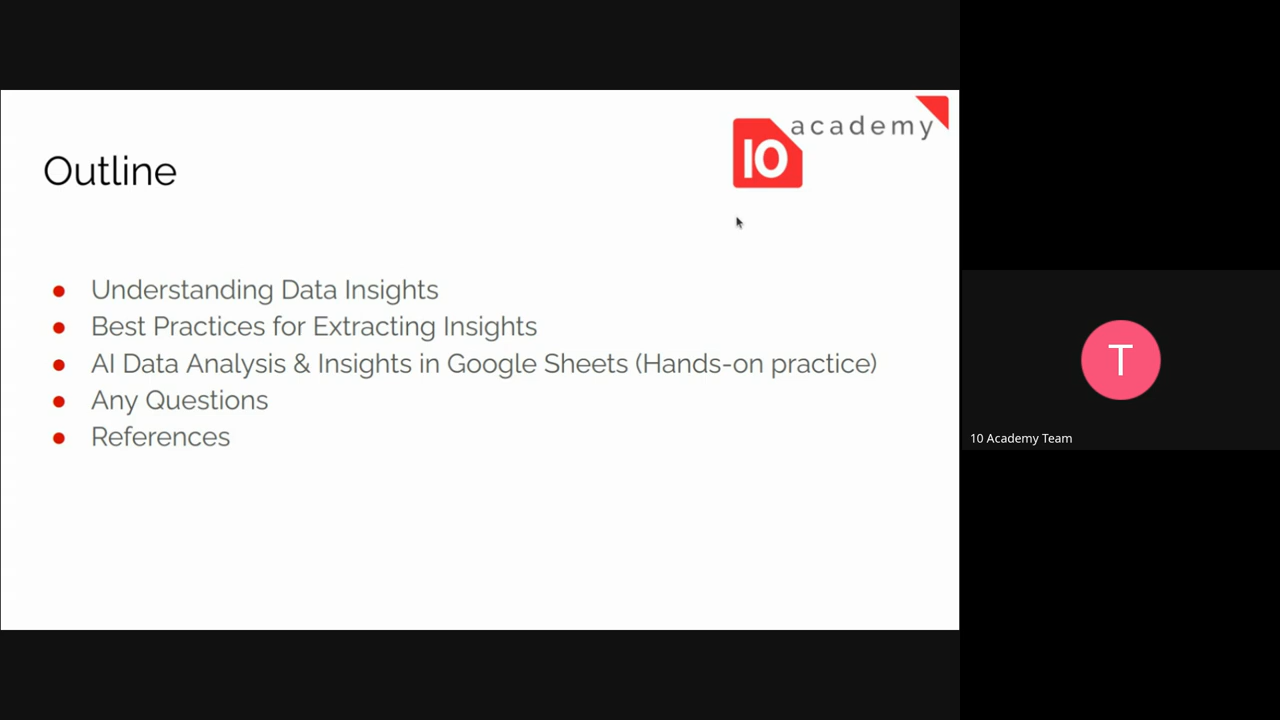 academy
10
Outline
Understanding Data Insights
Best Practices for Extracting Insights
AI Data Analysis & Insights in Google Sheets (Hands-on practice)
Any Questions
References
T
10 Academy Team